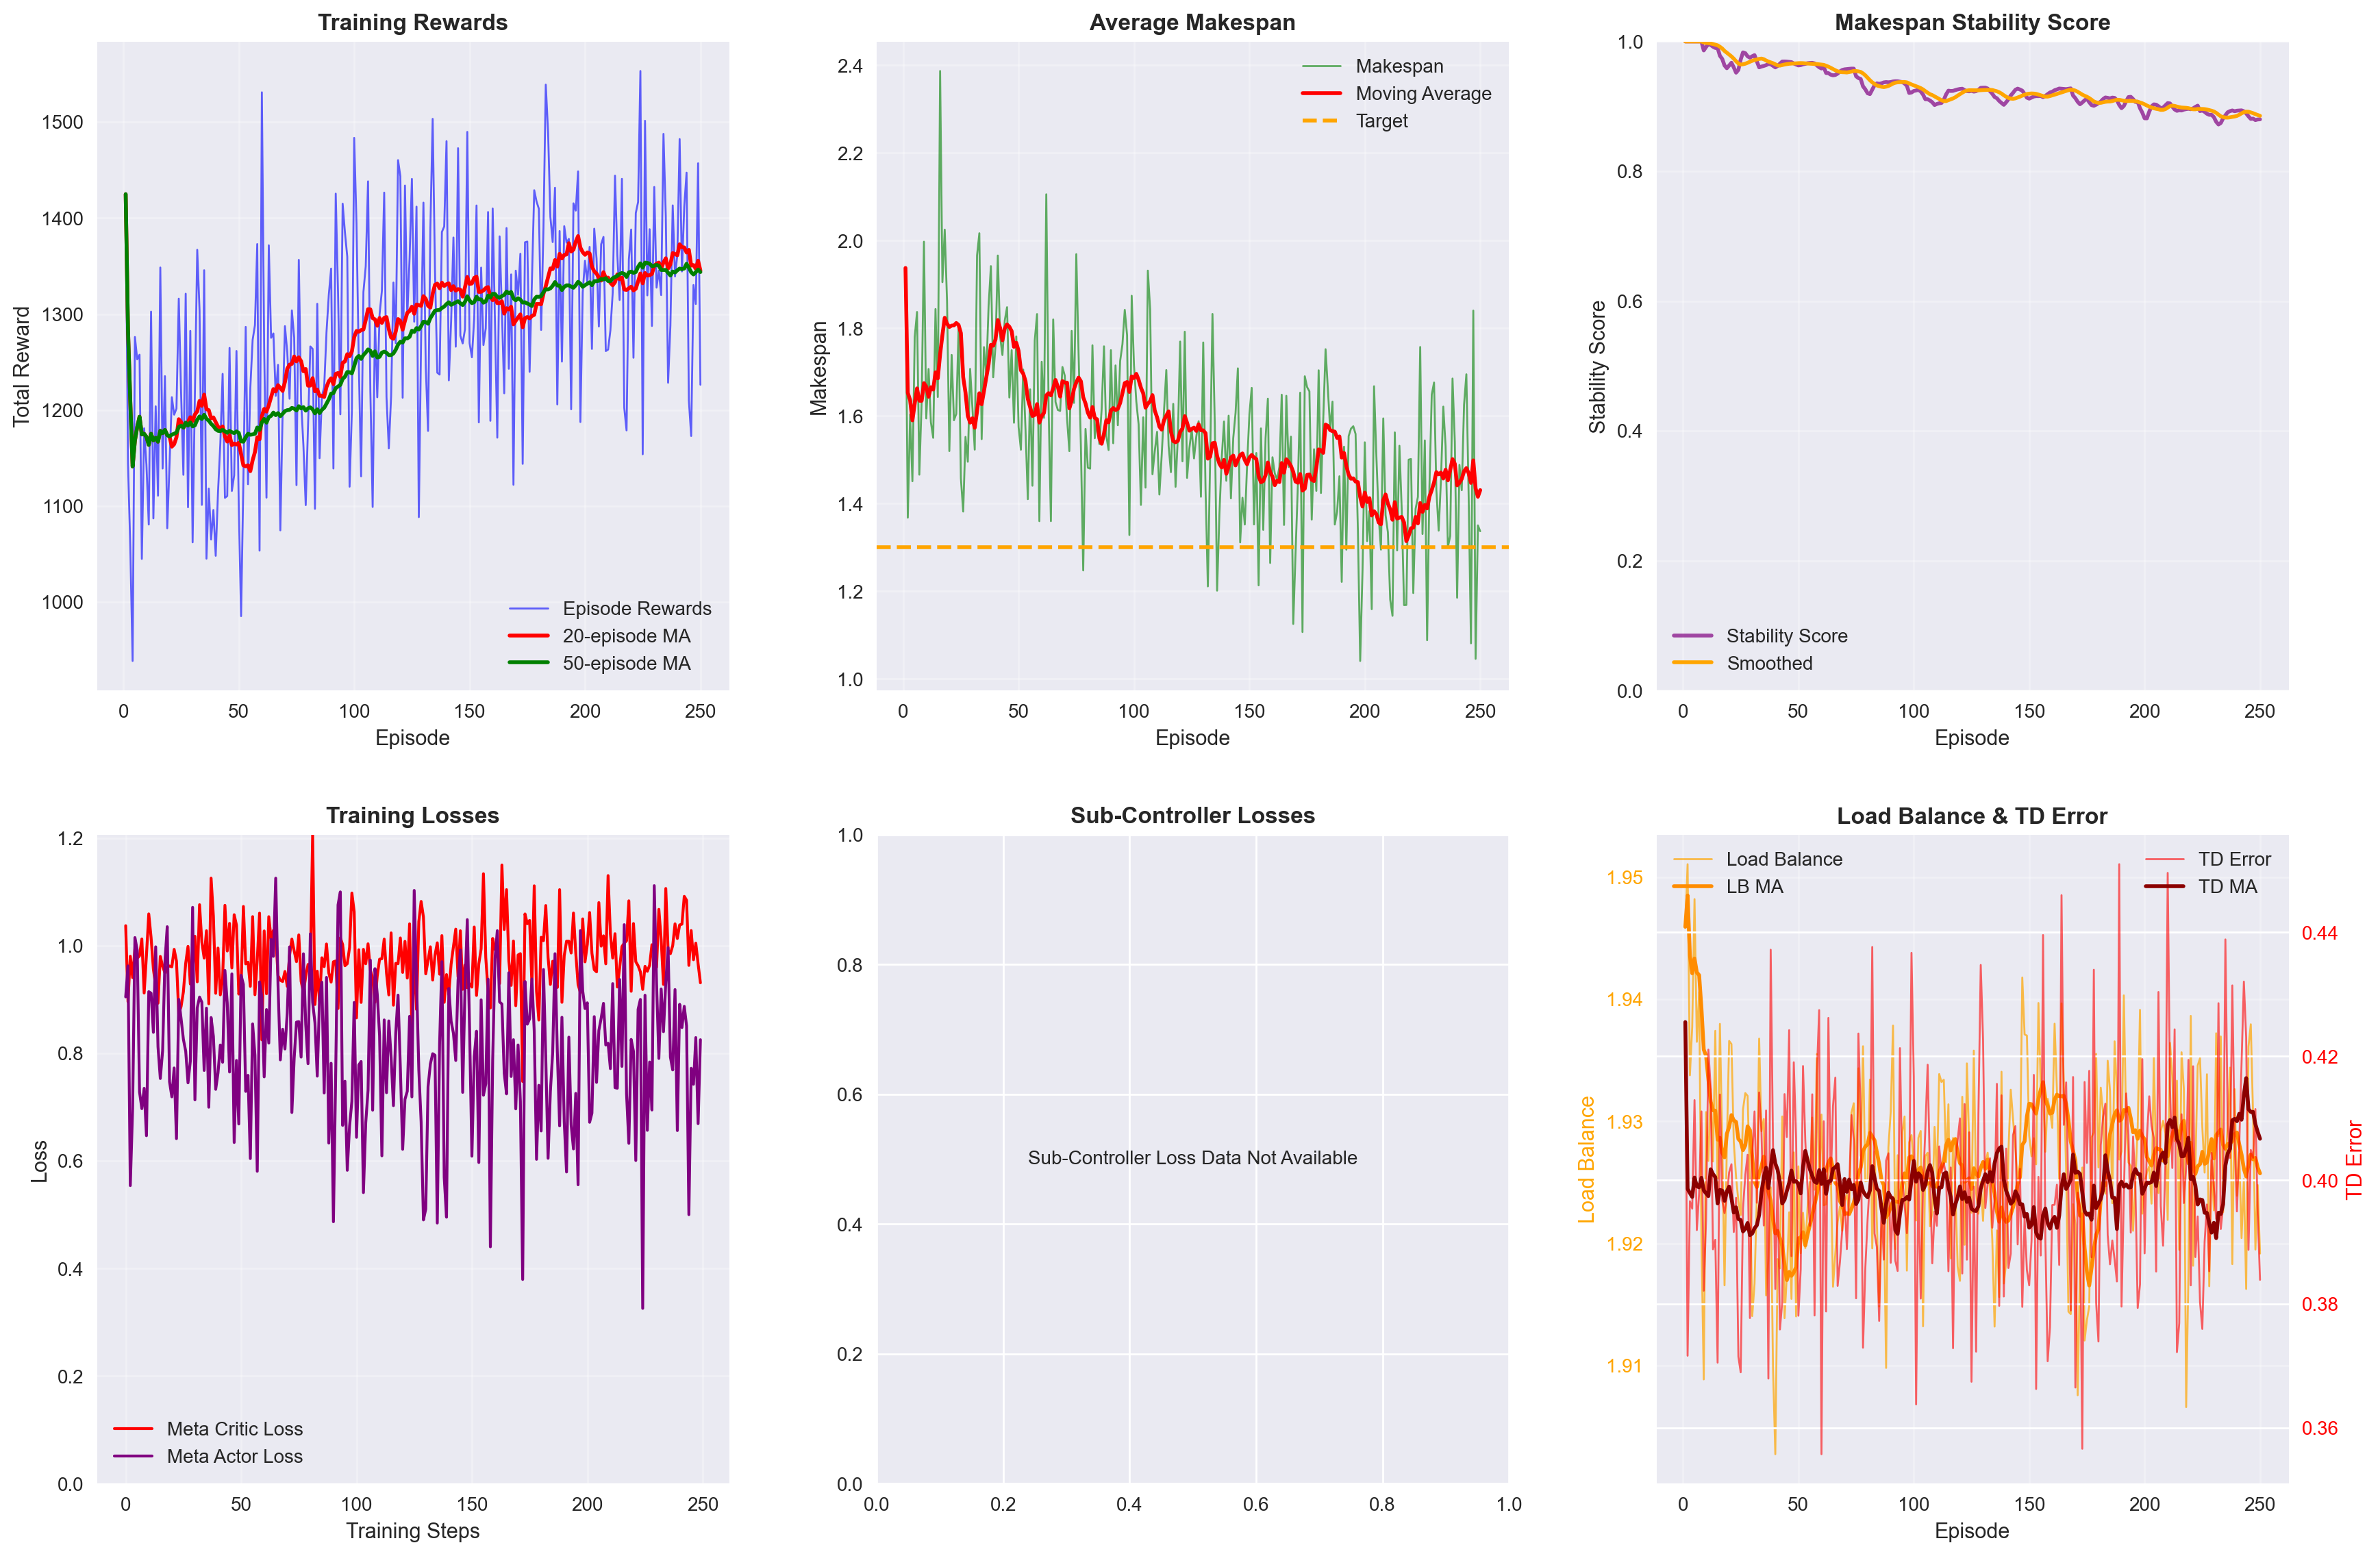 Training Rewards
Total Reward
1500
1400
1300
1200
1100
1000
Episode Rewards
20-episode MA
50-episode MA
0 50 100 150 200 250
Episode
Average Makespan
Makespan
2.4
2.2
2.0
1.8
1.6
1.4
1.2
1.0
Makespan
Moving Average
Target
0 50 100 150 200 250
Episode
Makespan Stability Score
Stability Score
1.0
0.8
0.6
0.4
0.2
0.0
Stability Score
Smoothed
0 50 100 150 200 250
Episode
Training Losses
Loss
1.2
1.0
0.8
0.6
0.4
0.2
0.0
Meta Critic Loss
Meta Actor Loss
0 50 100 150 200 250
Training Steps
Sub-Controller Losses
1.0
0.8
0.6
0.4
0.2
0.0
Sub-Controller Loss Data Not Available
0.0 0.2 0.4 0.6 0.8 1.0
Load Balance & TD Error
Load Balance
1.95
1.94
1.93
1.92
1.91
Load Balance
LB MA
TD Error
TD MA
0.44
0.42
0.40
0.38
0.36
TD Error
0 50 100 150 200 250
Episode